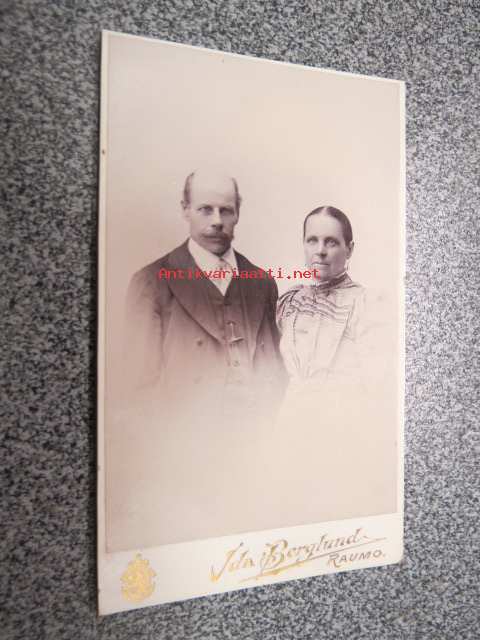 Antikvariaatti.net
Ida Berglund
RAUMO.